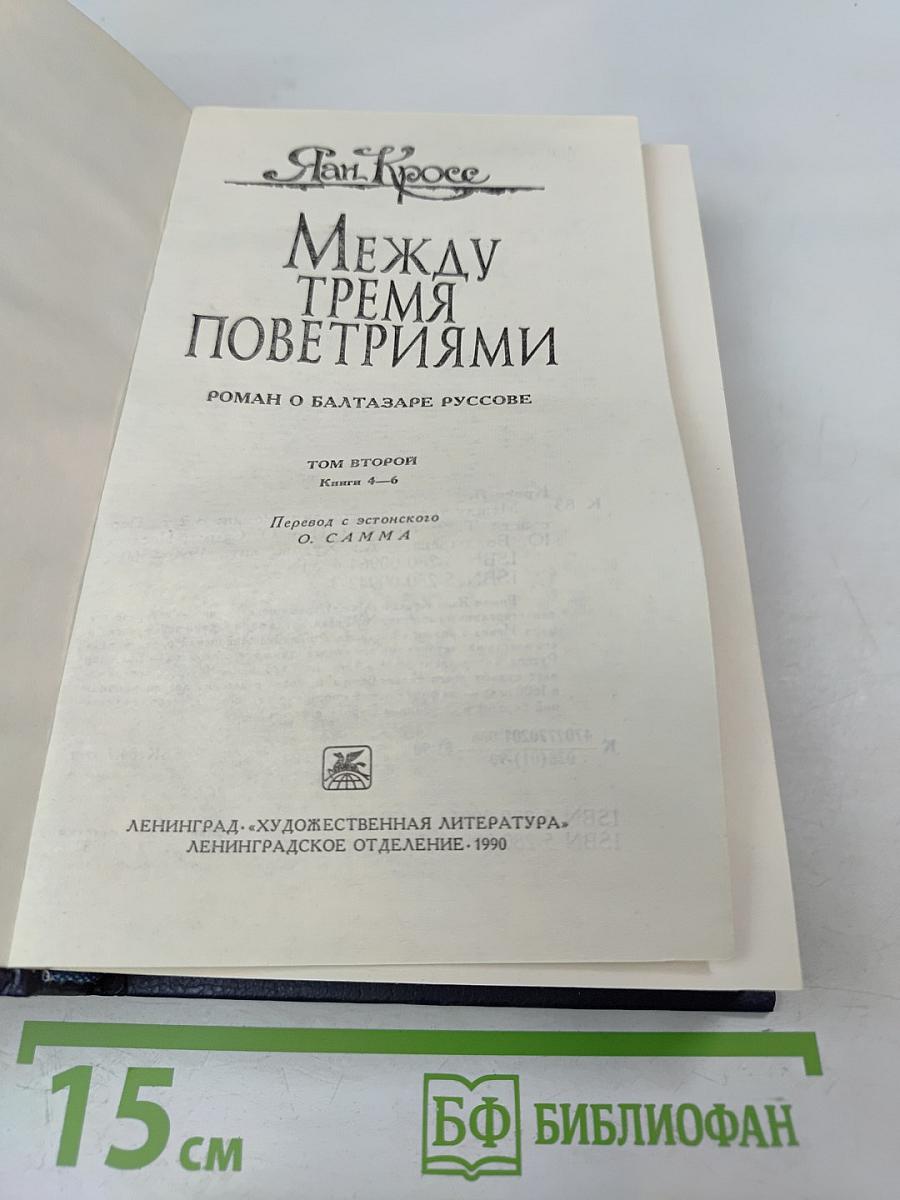 Яан Кросс
МЕЖДУ
ТРЕМЯ
ПОВЕТРИЯМИ
РОМАН О БАЛТАЗАРЕ РУССОВЕ
ТОМ ВТОРОЙ
Книги 4—6
Перевод с эстонского
О. САММА
ЛЕНИНГРАД·«ХУДОЖЕСТВЕННАЯ ЛИТЕРАТУРА»
ЛЕНИНГРАДСКОЕ ОТДЕЛЕНИЕ·1990
15 см
БФ БИБЛИОФАН